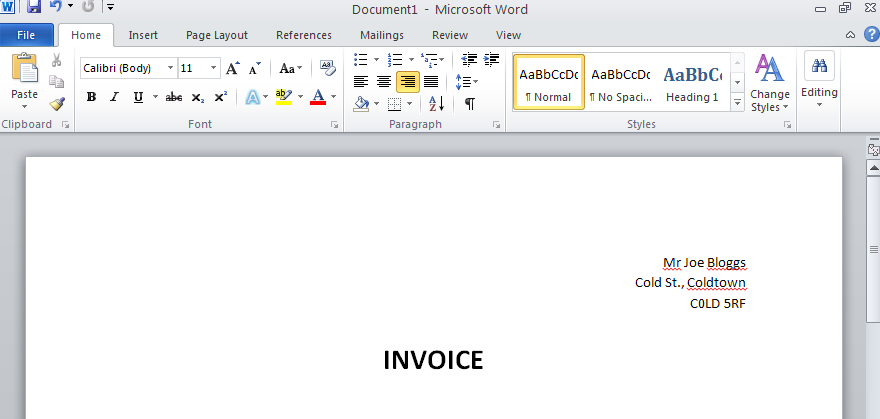 Document1 - Microsoft Word
File Home Insert Page Layout References Mailings Review View
Calibri (Body) 11 A A Aa
Paste
B I U abc x₂ x² A ab A
A Z ¶
AaBbCcDc AaBbCcDc AaBbCc
¶ Normal ¶ No Spaci... Heading 1
Change Styles
Editing
Clipboard Font Paragraph Styles
Mr Joe Bloggs
Cold St., Coldtown
C0LD 5RF
INVOICE